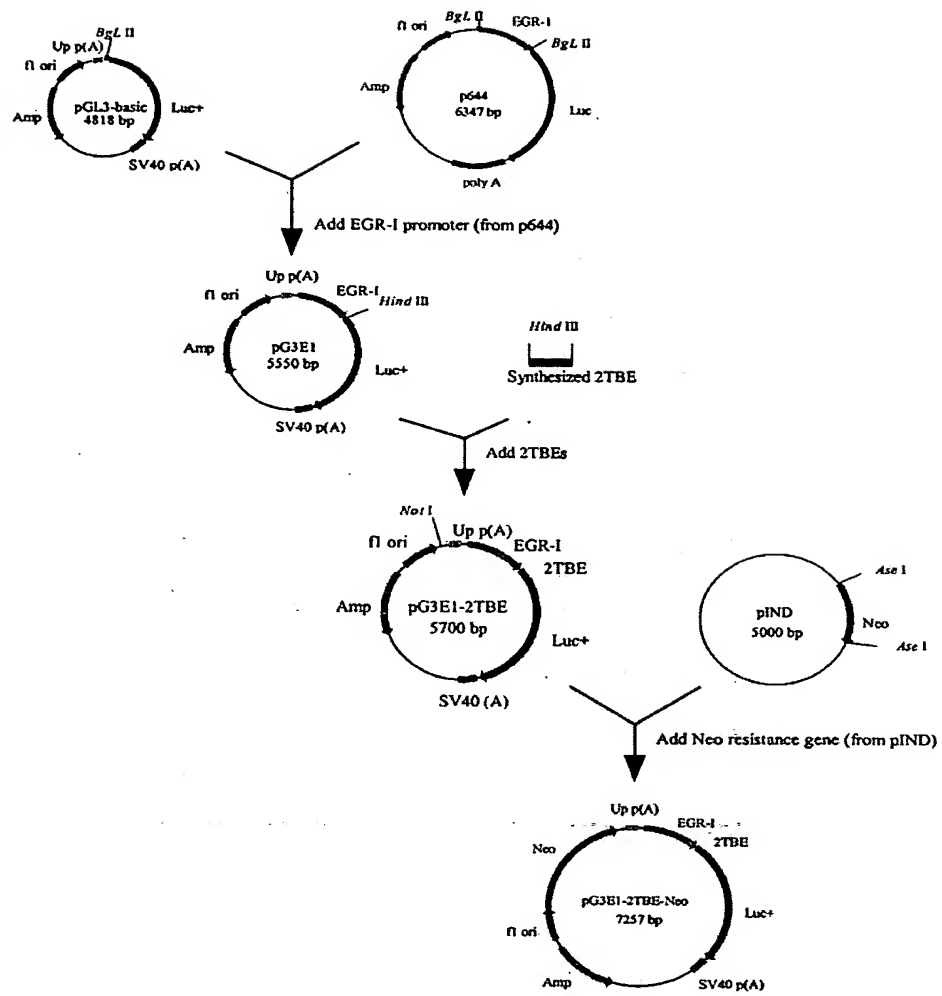 BgL II
Up p(A)
f1 ori
pGL3-basic
4818 bp
Luc+
Amp
SV40 p(A)
BgL II
EGR-1
f1 ori
BgL II
Amp
p644
6347 bp
Luc
poly A
Add EGR-I promoter (from p644)
Up p(A)
f1 ori
EGR-I
Hind III
Amp
pG3E1
5550 bp
Luc+
SV40 p(A)
Hind III
Synthesized 2TBE
Add 2TBEs
Not I
Up p(A)
f1 ori
EGR-I
2TBE
Amp
pG3E1-2TBE
5700 bp
Luc+
SV40 (A)
Ase I
pIND
5000 bp
Neo
Ase I
Add Neo resistance gene (from pIND)
Up p(A)
EGR-I
2TBE
Neo
pG3E1-2TBE-Neo
7257 bp
Luc+
f1 ori
Amp
SV40 p(A)